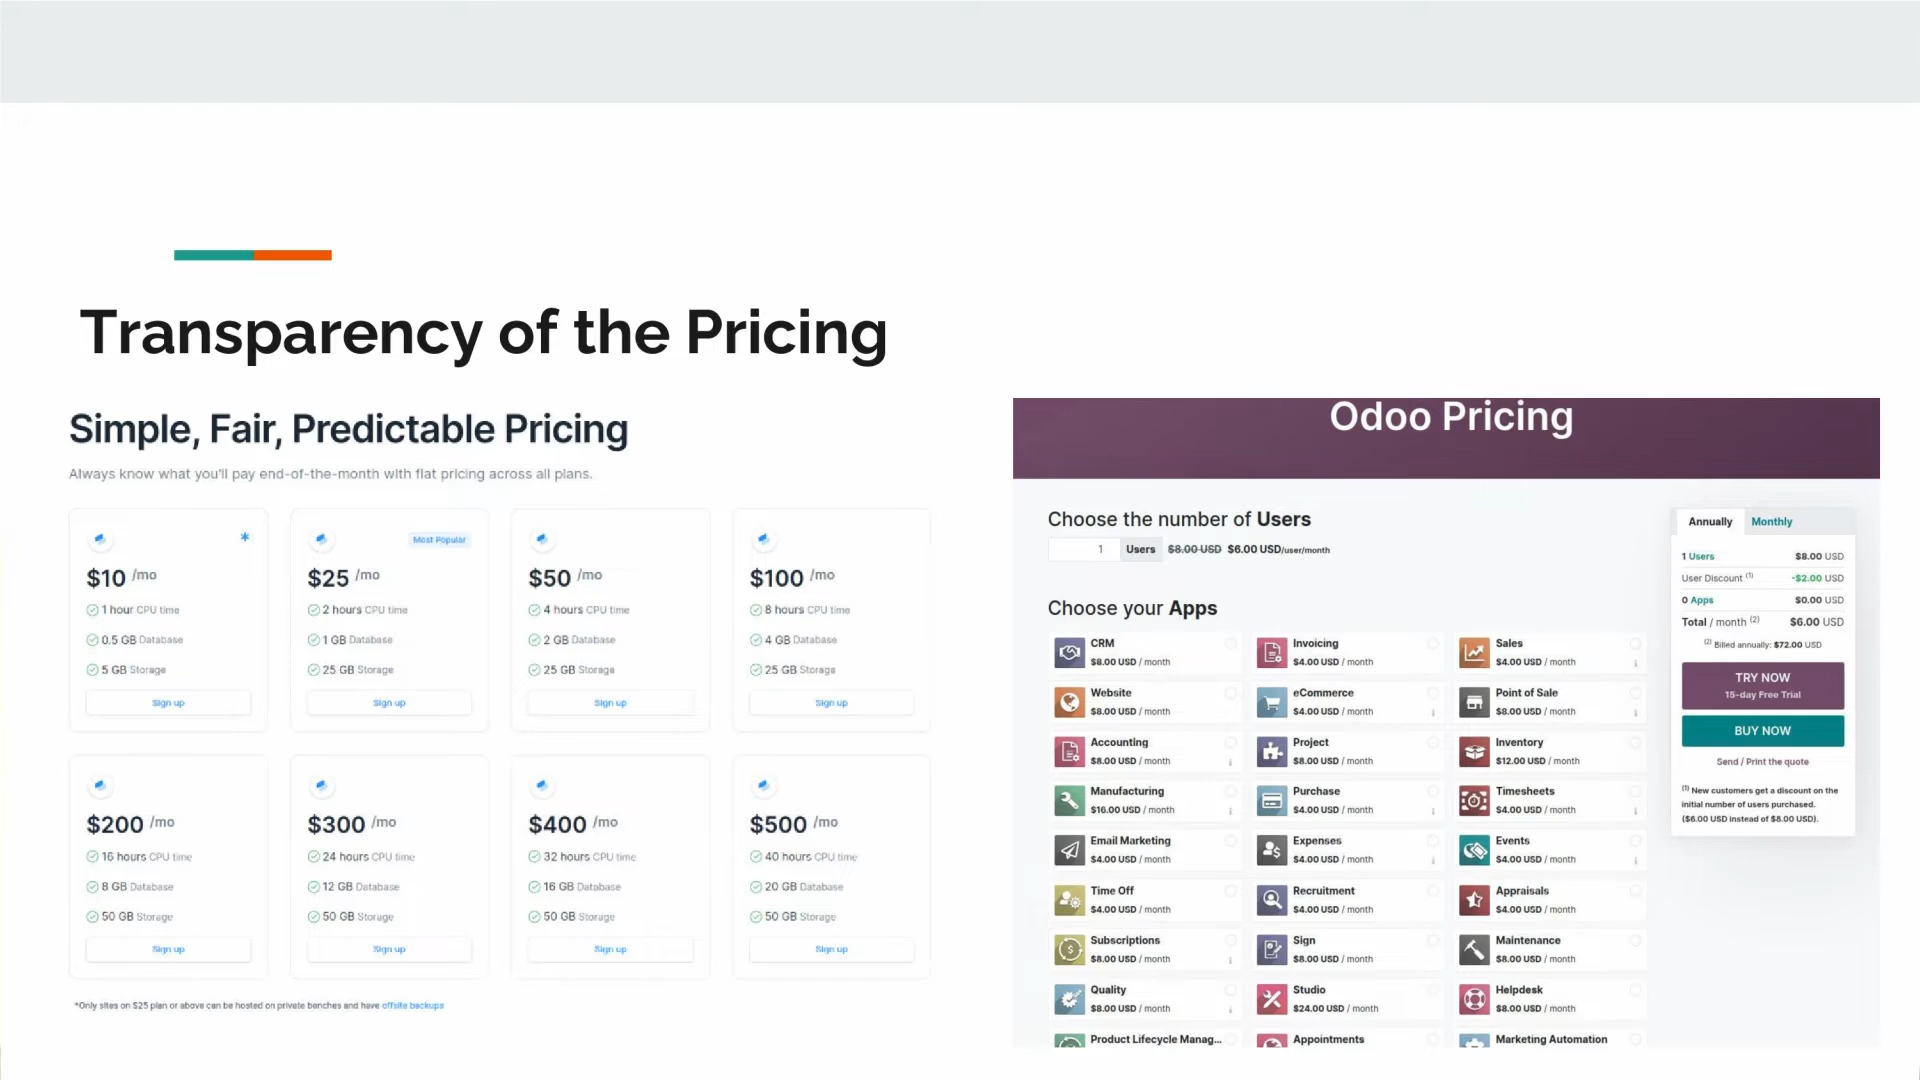 Transparency of the Pricing
Simple, Fair, Predictable Pricing
Always know what you'll pay end-of-the-month with flat pricing across all plans.
$10 /mo
1 hour CPU time
0.5 GB Database
5 GB Storage
Sign up
Most Popular
$25 /mo
2 hours CPU time
1 GB Database
25 GB Storage
Sign up
$50 /mo
4 hours CPU time
2 GB Database
25 GB Storage
Sign up
$100 /mo
8 hours CPU time
4 GB Database
25 GB Storage
Sign up
$200 /mo
16 hours CPU time
8 GB Database
50 GB Storage
Sign up
$300 /mo
24 hours CPU time
12 GB Database
50 GB Storage
Sign up
$400 /mo
32 hours CPU time
16 GB Database
50 GB Storage
Sign up
$500 /mo
40 hours CPU time
20 GB Database
50 GB Storage
Sign up
*Only sites on $25 plan or above can be hosted on private benches and have offsite backups
Odoo Pricing
Choose the number of Users
1 Users $8.00 USD $6.00 USD/user/month
Choose your Apps
CRM
$8.00 USD / month
Invoicing
$4.00 USD / month
Sales
$4.00 USD / month
Website
$8.00 USD / month
eCommerce
$4.00 USD / month
Point of Sale
$8.00 USD / month
Accounting
$8.00 USD / month
Project
$8.00 USD / month
Inventory
$12.00 USD / month
Manufacturing
$16.00 USD / month
Purchase
$4.00 USD / month
Timesheets
$4.00 USD / month
Email Marketing
$4.00 USD / month
Expenses
$4.00 USD / month
Events
$4.00 USD / month
Time Off
$4.00 USD / month
Recruitment
$4.00 USD / month
Appraisals
$4.00 USD / month
Subscriptions
$8.00 USD / month
Sign
$8.00 USD / month
Maintenance
$8.00 USD / month
Quality
$8.00 USD / month
Studio
$24.00 USD / month
Helpdesk
$8.00 USD / month
Product Lifecycle Manag...
Appointments
Marketing Automation
Annually Monthly
1 Users $8.00 USD
User Discount (1) -$2.00 USD
0 Apps $0.00 USD
Total / month (2) $6.00 USD
(2) Billed annually: $72.00 USD
TRY NOW
15-day Free Trial
BUY NOW
Send / Print the quote
(1) New customers get a discount on the
initial number of users purchased.
($6.00 USD instead of $8.00 USD).